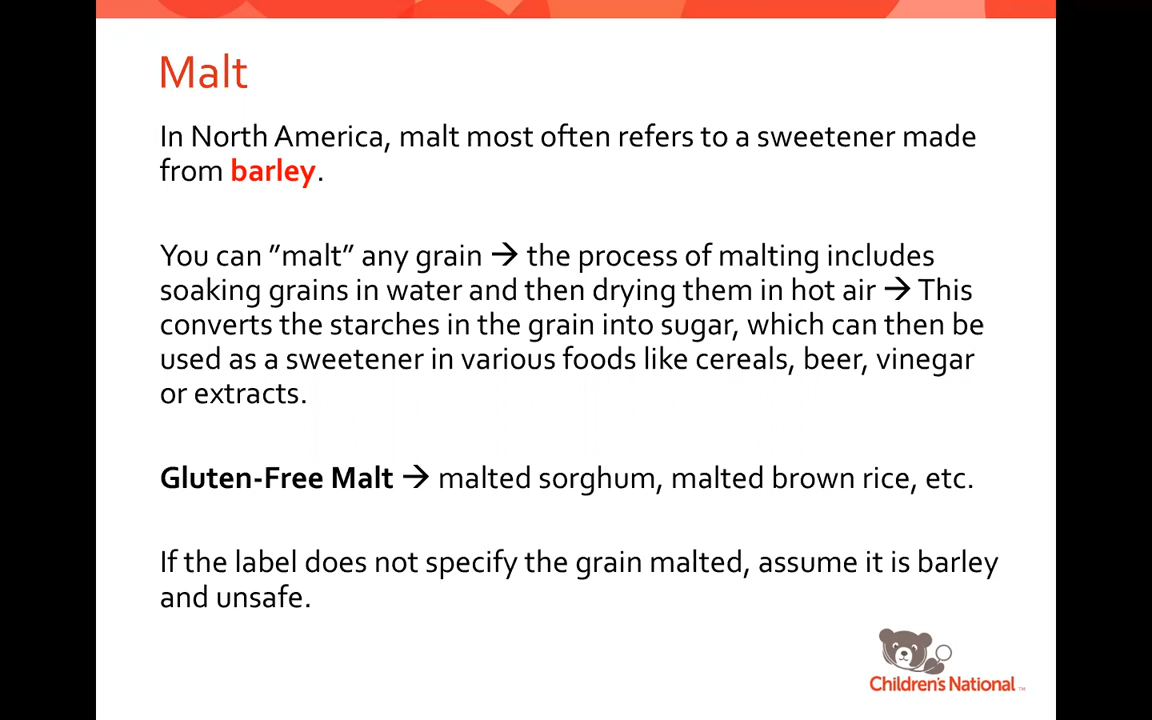 Malt
In North America, malt most often refers to a sweetener made
from barley.
You can ”malt” any grain → the process of malting includes
soaking grains in water and then drying them in hot air → This
converts the starches in the grain into sugar, which can then be
used as a sweetener in various foods like cereals, beer, vinegar
or extracts.
Gluten-Free Malt → malted sorghum, malted brown rice, etc.
If the label does not specify the grain malted, assume it is barley
and unsafe.
Children's National™